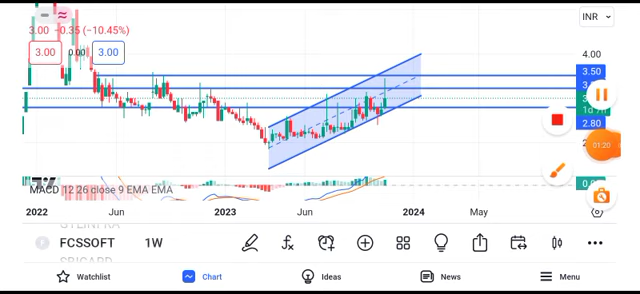 3.00 -0.35 (-10.45%)
INR
3.00 0.00 3.00
4.00
3.50
2.80
01:20
MACD 12 26 close 9 EMA EMA
2022 Jun 2023 Jun 2024 May
FCSSOFT 1W
Watchlist Chart Ideas News Menu